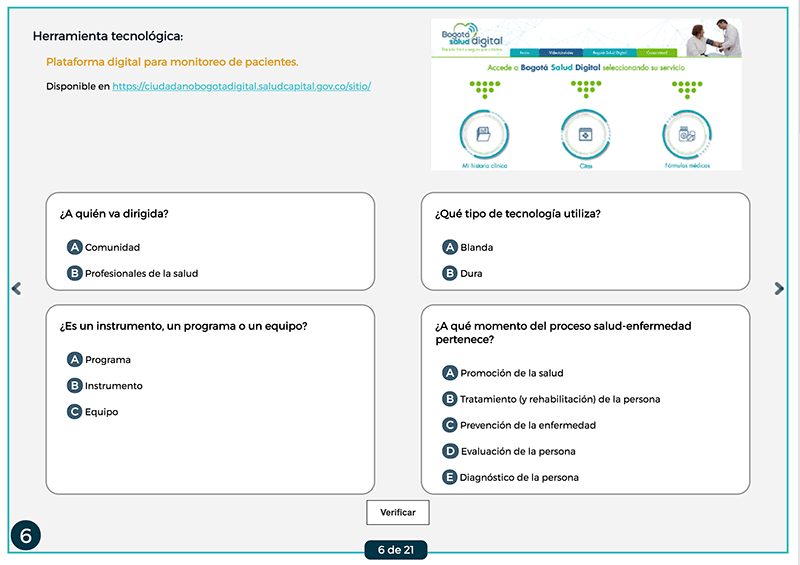 Herramienta tecnológica:
Plataforma digital para monitoreo de pacientes.
Disponible en https://ciudadanobogotadigital.saludcapital.gov.co/sitio/
Bogotá
salud digital
Inicio
Videotutoriales
Bogotá Salud Digital
Conectividad
Accede a Bogotá Salud Digital seleccionando su servicio
Mi historia clínica
Citas
Fórmulas médicas
¿A quién va dirigida?
A Comunidad
B Profesionales de la salud
¿Qué tipo de tecnología utiliza?
A Blanda
B Dura
¿Es un instrumento, un programa o un equipo?
A Programa
B Instrumento
C Equipo
¿A qué momento del proceso salud-enfermedad
pertenece?
A Promoción de la salud
B Tratamiento (y rehabilitación) de la persona
C Prevención de la enfermedad
D Evaluación de la persona
E Diagnóstico de la persona
Verificar
6
6 de 21